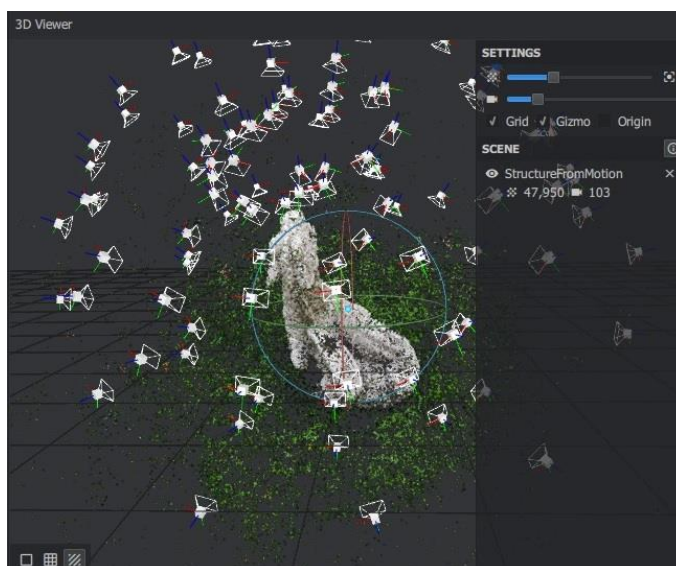 3D Viewer
SETTINGS
Grid Gizmo Origin
SCENE
StructureFromMotion
47,950 103